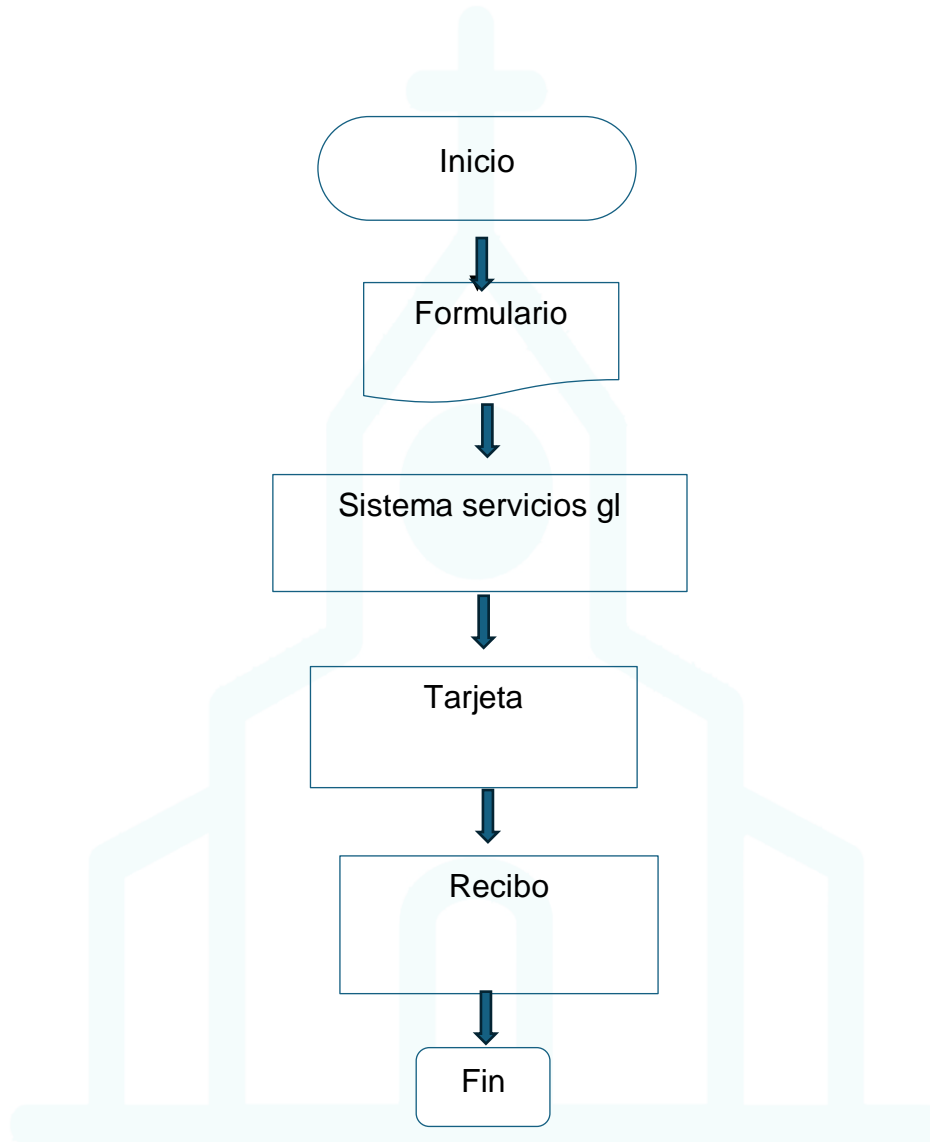 Inicio
Formulario
Sistema servicios gl
Tarjeta
Recibo
Fin